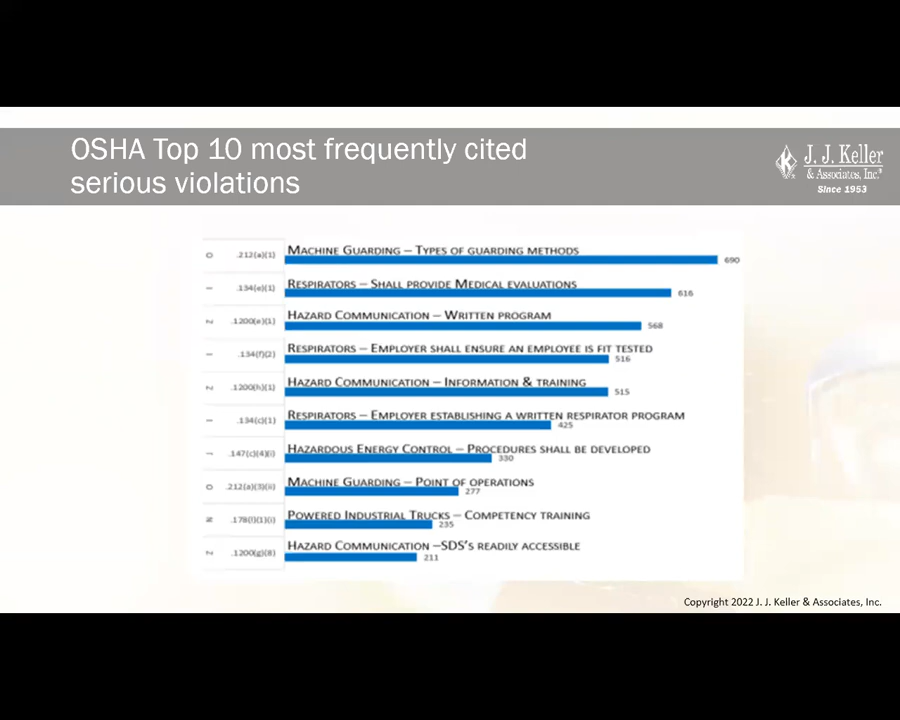 OSHA Top 10 most frequently cited
serious violations
J. J. Keller
& Associates, Inc.®
Since 1953
O .212(a)(1) MACHINE GUARDING – TYPES OF GUARDING METHODS 690
I .134(e)(1) RESPIRATORS – SHALL PROVIDE MEDICAL EVALUATIONS 616
Z .1200(e)(1) HAZARD COMMUNICATION – WRITTEN PROGRAM 568
I .134(f)(2) RESPIRATORS – EMPLOYER SHALL ENSURE AN EMPLOYEE IS FIT TESTED 516
Z .1200(h)(1) HAZARD COMMUNICATION – INFORMATION & TRAINING 515
I .134(c)(1) RESPIRATORS – EMPLOYER ESTABLISHING A WRITTEN RESPIRATOR PROGRAM 425
.147(c)(4)(i) HAZARDOUS ENERGY CONTROL – PROCEDURES SHALL BE DEVELOPED 330
O .212(a)(3)(ii) MACHINE GUARDING – POINT OF OPERATIONS 277
.178(l)(1)(i) POWERED INDUSTRIAL TRUCKS – COMPETENCY TRAINING 235
Z .1200(g)(8) HAZARD COMMUNICATION –SDS'S READILY ACCESSIBLE 211
Copyright 2022 J. J. Keller & Associates, Inc.